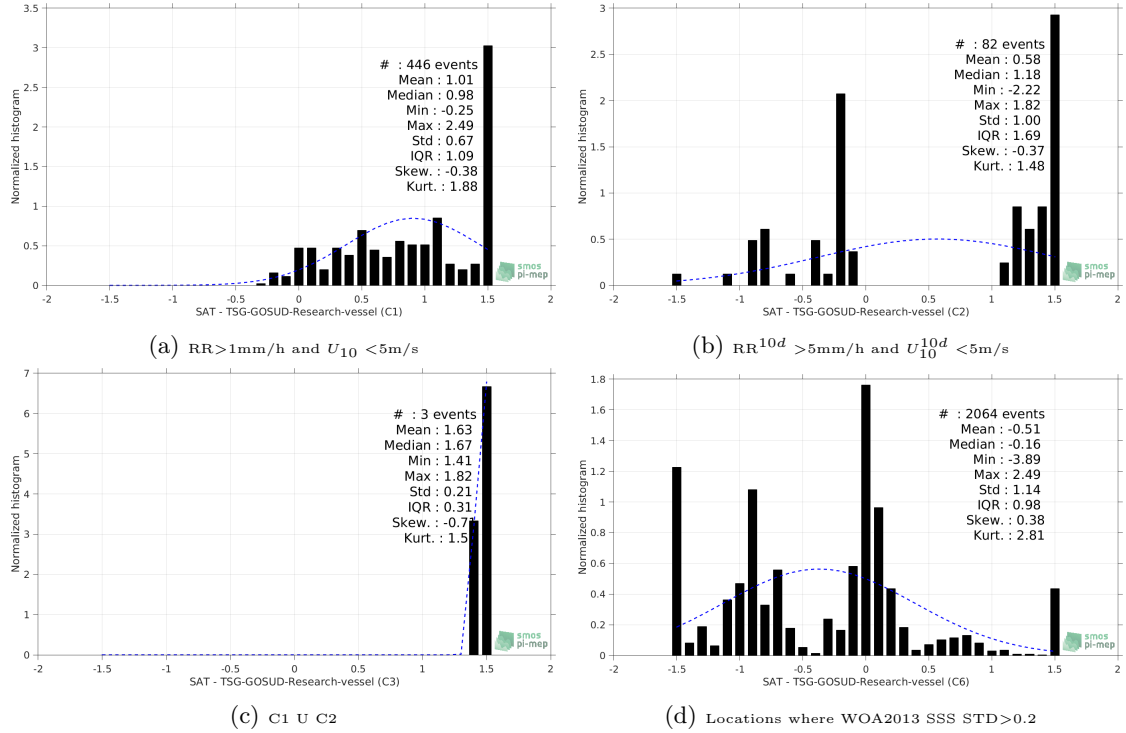 3.5
3
2.5
2
1.5
1
0.5
0
-2
-1.5
-1
-0.5
0
0.5
1
1.5
2
Normalized histogram
# : 446 events
Mean : 1.01
Median : 0.98
Min : -0.25
Max : 2.49
Std : 0.67
IQR : 1.09
Skew. : -0.38
Kurt. : 1.88
smos
pi-mep
SAT - TSG-GOSUD-Research-vessel (C1)
(a) RR>1mm/h and U10 <5m/s
3
2.5
2
1.5
1
0.5
0
-2
-1.5
-1
-0.5
0
0.5
1
1.5
2
Normalized histogram
# : 82 events
Mean : 0.58
Median : 1.18
Min : -2.22
Max : 1.82
Std : 1.00
IQR : 1.69
Skew. : -0.37
Kurt. : 1.48
smos
pi-mep
SAT - TSG-GOSUD-Research-vessel (C2)
(b) RR^10d >5mm/h and U10^10d <5m/s
7
6
5
4
3
2
1
0
-2
-1.5
-1
-0.5
0
0.5
1
1.5
2
Normalized histogram
# : 3 events
Mean : 1.63
Median : 1.67
Min : 1.41
Max : 1.82
Std : 0.21
IQR : 0.31
Skew. : -0.71
Kurt. : 1.5
smos
pi-mep
SAT - TSG-GOSUD-Research-vessel (C3)
(c) C1 U C2
1.8
1.6
1.4
1.2
1
0.8
0.6
0.4
0.2
0
-2
-1.5
-1
-0.5
0
0.5
1
1.5
2
Normalized histogram
# : 2064 events
Mean : -0.51
Median : -0.16
Min : -3.89
Max : 2.49
Std : 1.14
IQR : 0.98
Skew. : 0.38
Kurt. : 2.81
smos
pi-mep
SAT - TSG-GOSUD-Research-vessel (C6)
(d) Locations where WOA2013 SSS STD>0.2